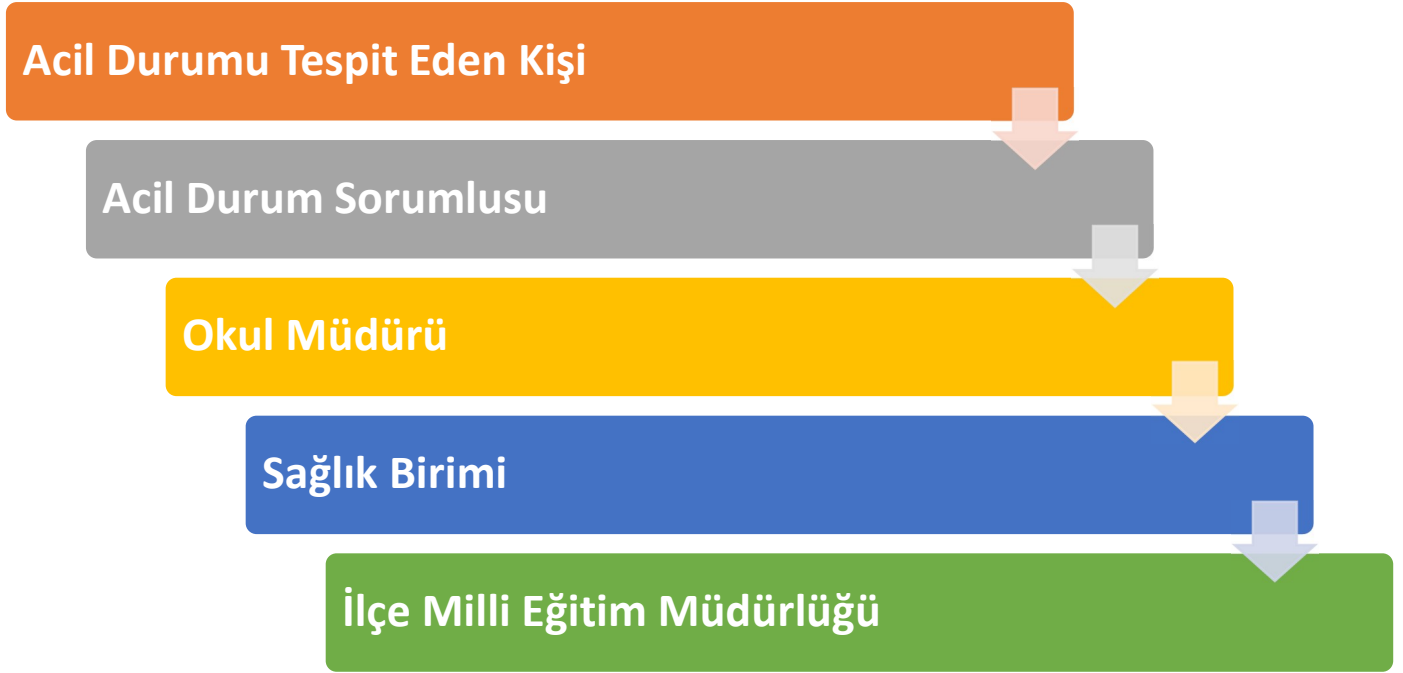 Acil Durumu Tespit Eden Kişi
Acil Durum Sorumlusu
Okul Müdürü
Sağlık Birimi
İlçe Milli Eğitim Müdürlüğü